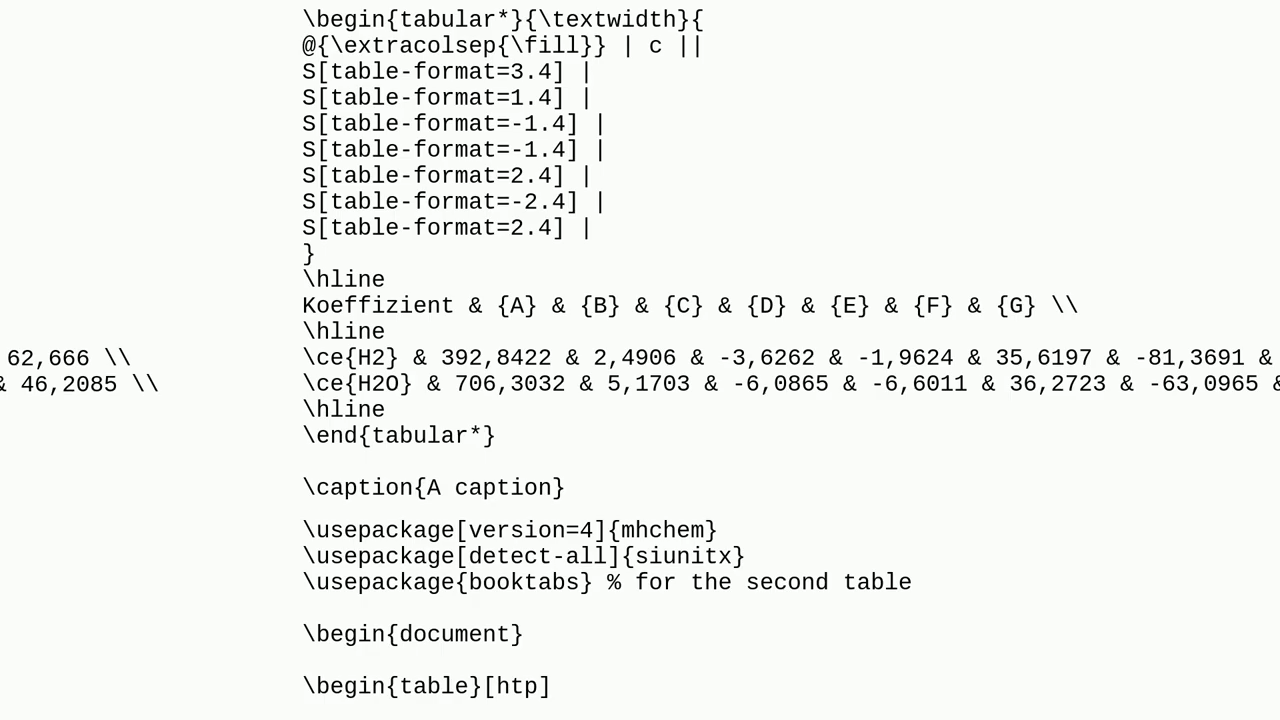 \begin{tabular*}{\textwidth}{
@{\extracolsep{\fill}} | c ||
S[table-format=3.4] |
S[table-format=1.4] |
S[table-format=-1.4] |
S[table-format=-1.4] |
S[table-format=2.4] |
S[table-format=-2.4] |
S[table-format=2.4] |
}
\hline
Koeffizient & {A} & {B} & {C} & {D} & {E} & {F} & {G} \\
\hline
62,666 \\
\ce{H2} & 392,8422 & 2,4906 & -3,6262 & -1,9624 & 35,6197 & -81,3691 &
& 46,2085 \\
\ce{H2O} & 706,3032 & 5,1703 & -6,0865 & -6,6011 & 36,2723 & -63,0965 &
\hline
\end{tabular*}
\caption{A caption}
\usepackage[version=4]{mhchem}
\usepackage[detect-all]{siunitx}
\usepackage{booktabs} % for the second table
\begin{document}
\begin{table}[htp]